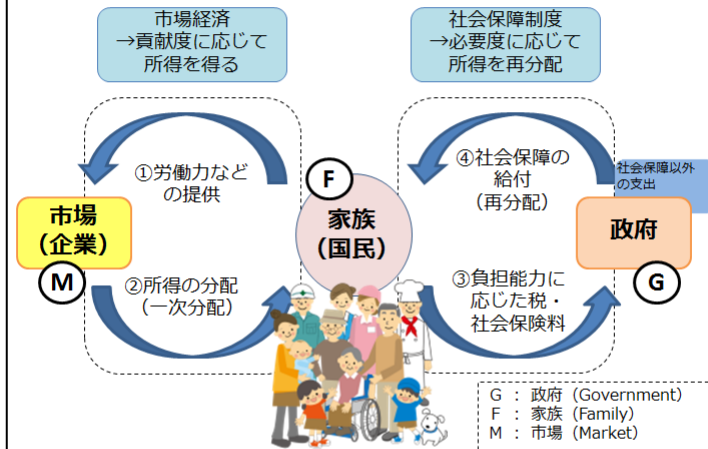 市場経済
→貢献度に応じて
所得を得る
社会保障制度
→必要度に応じて
所得を再分配
①労働力など
の提供
F
④社会保障の
給付
(再分配)
社会保障以外
の支出
市場
(企業)
家族
(国民)
政府
M
②所得の分配
(一次分配)
③負担能力に
応じた税・
社会保険料
G
G : 政府 (Government)
F : 家族 (Family)
M : 市場 (Market)